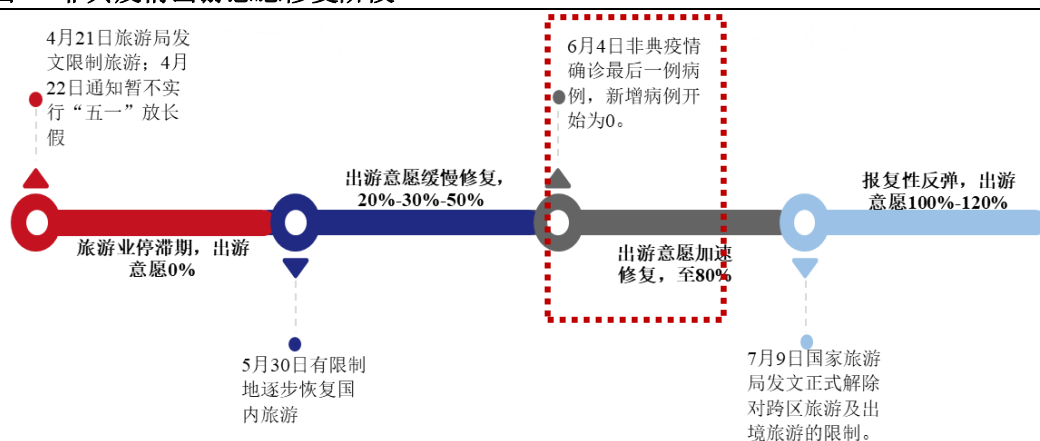 4月21日旅游局发
文限制旅游；4月
22日通知暂不实
行“五一”放长
假
6月4日非典疫情
确诊最后一例病
例，新增病例开
始为0。
出游意愿缓慢修复，
20%-30%-50%
报复性反弹，出游
意愿100%-120%
旅游业停滞期，出游
意愿0%
出游意愿加速
修复，至80%
5月30日有限制
地逐步恢复国
内旅游
7月9日国家旅游
局发文正式解除
对跨区旅游及出
境旅游的限制。